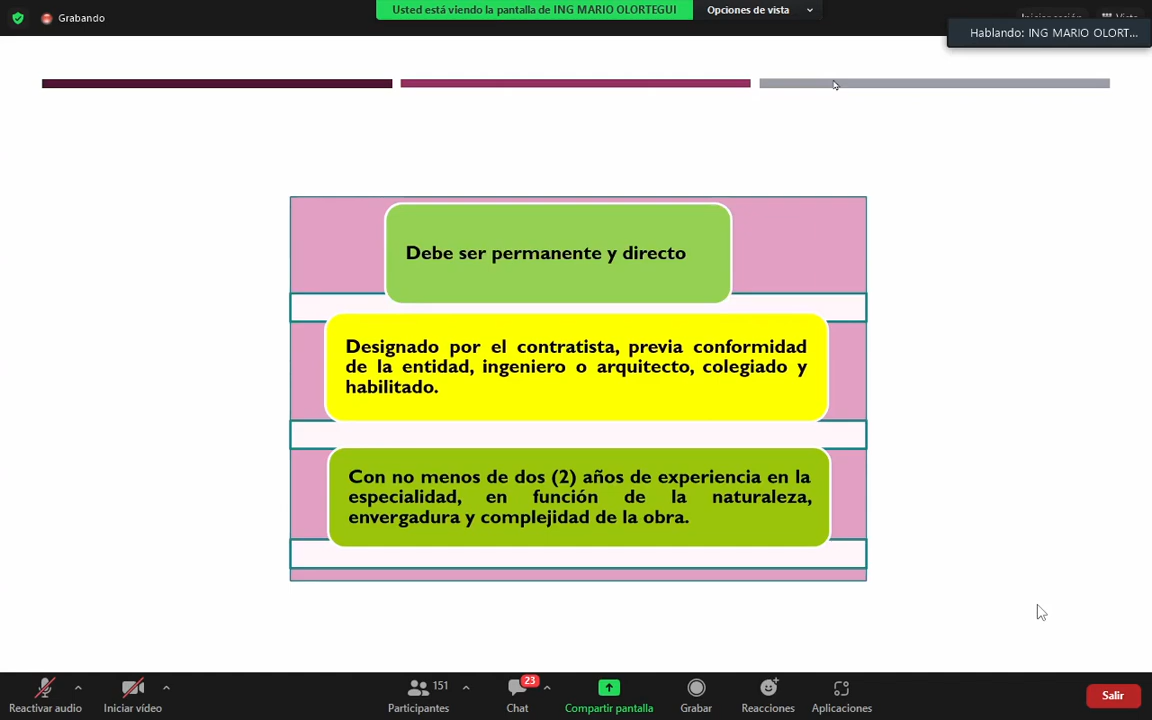 Grabando
Usted está viendo la pantalla de ING MARIO OLORTEGUI
Opciones de vista
Hablando: ING MARIO OLORT...
Debe ser permanente y directo
Designado por el contratista, previa conformidad
de la entidad, ingeniero o arquitecto, colegiado y
habilitado.
Con no menos de dos (2) años de experiencia en la
especialidad, en función de la naturaleza,
envergadura y complejidad de la obra.
Reactivar audio
Iniciar vídeo
151
Participantes
23
Chat
Compartir pantalla
Grabar
Reacciones
Aplicaciones
Salir